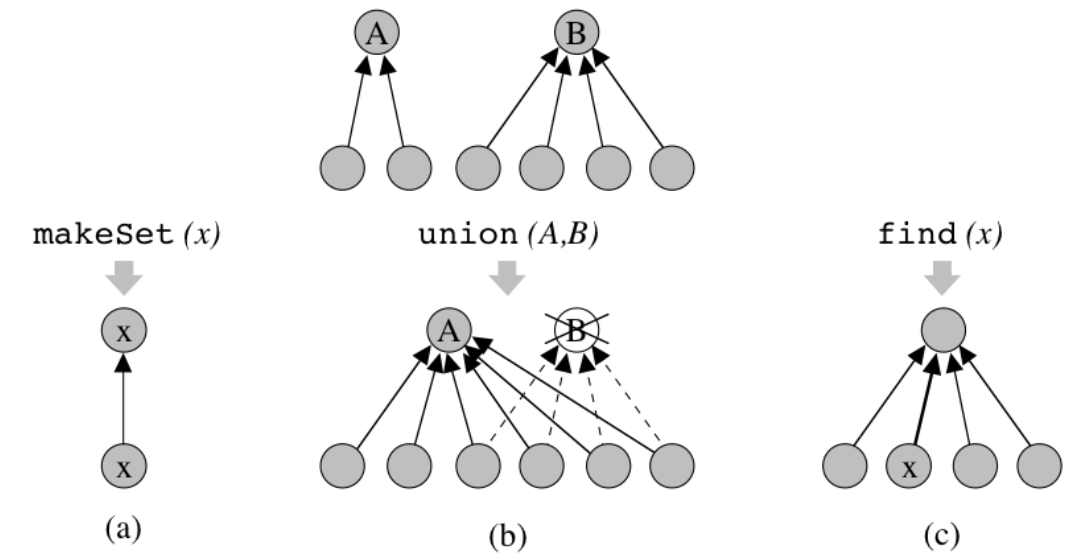 A B
makeSet (x) union (A,B) find (x)
x A B
x x
(a) (b) (c)